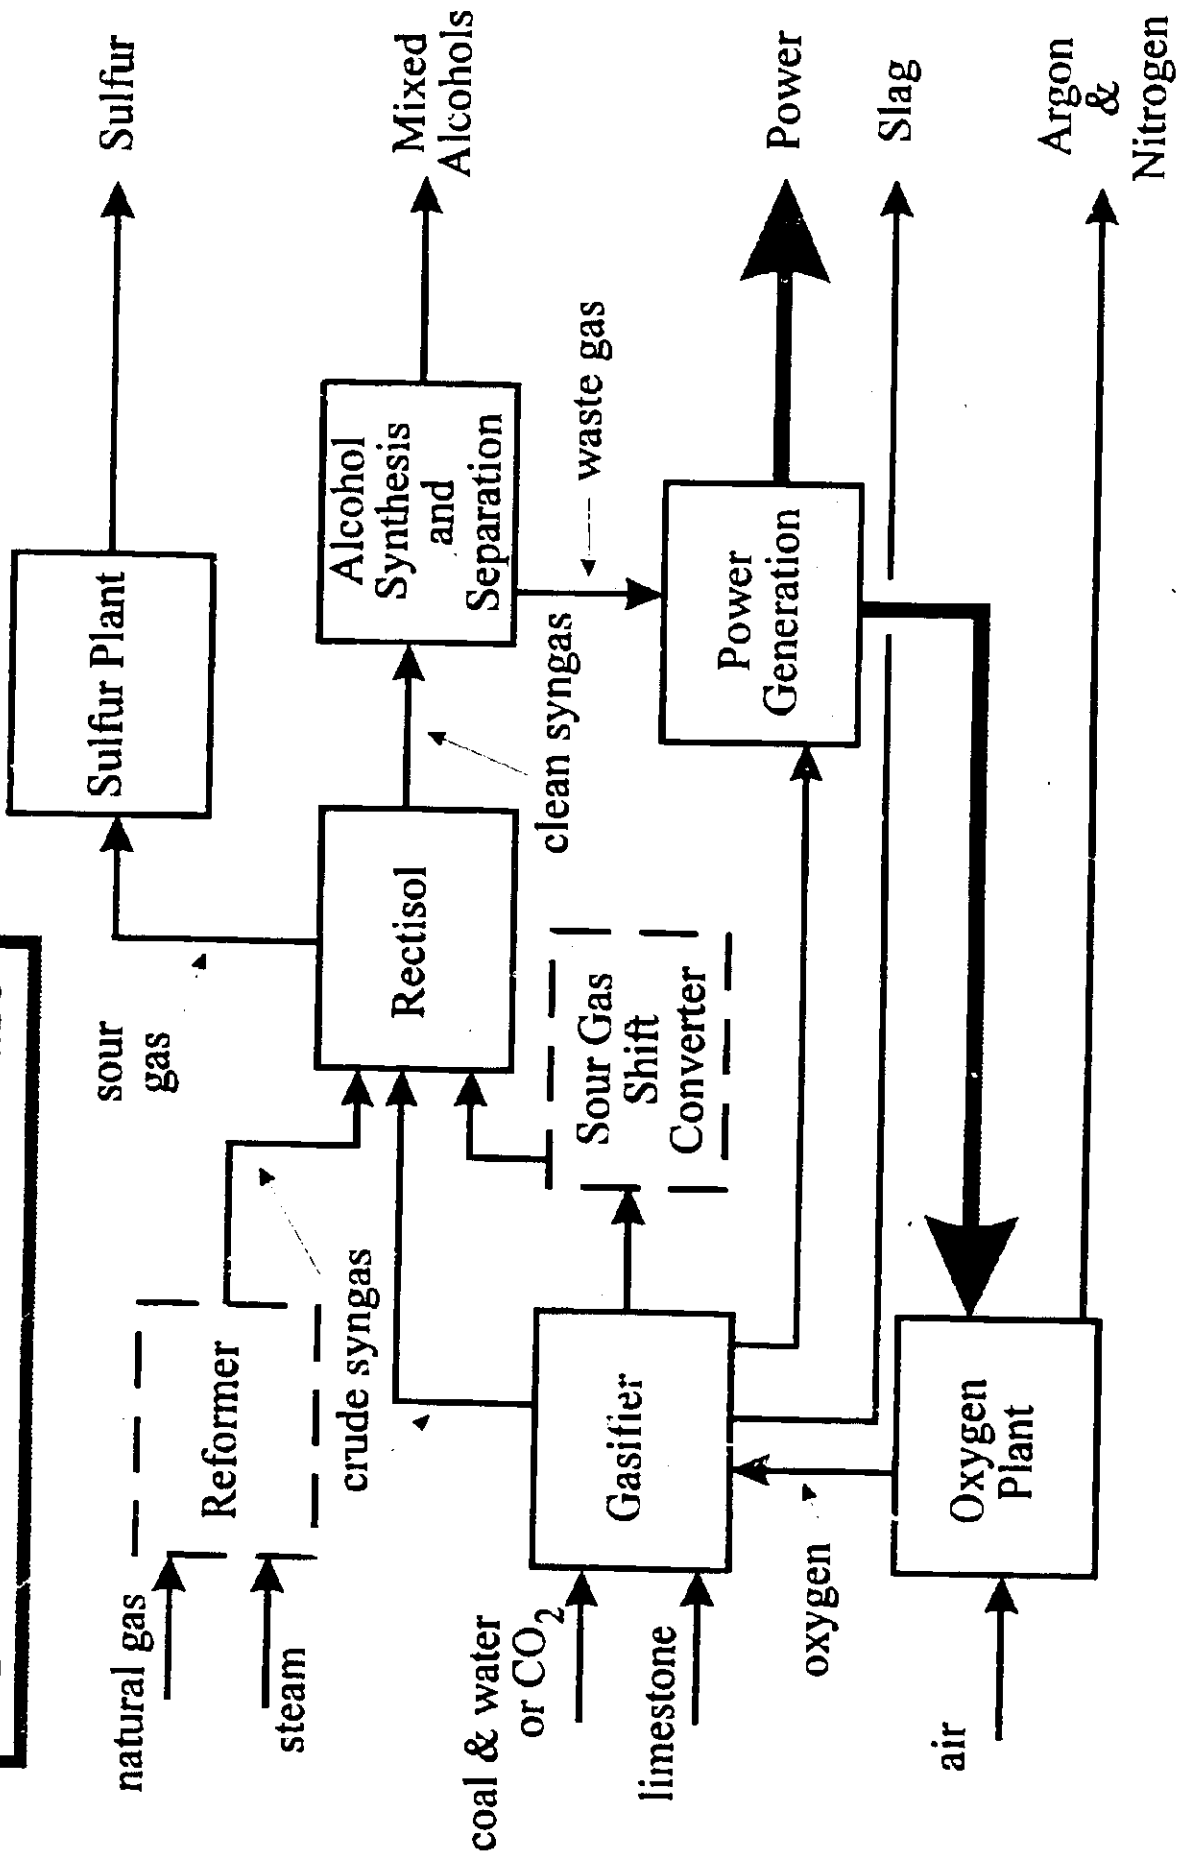 natural gas
steam
Reformer
crude syngas
sour
gas
Sulfur Plant
Sulfur
Rectisol
clean syngas
Alcohol
Synthesis
and
Separation
Mixed
Alcohols
waste gas
coal & water
or CO2
limestone
Gasifier
Sour Gas
Shift
Converter
Power
Generation
Power
Slag
oxygen
air
Oxygen
Plant
Argon
&
Nitrogen